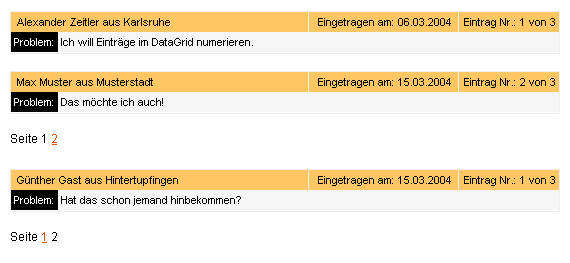 Alexander Zeitler aus Karlsruhe Eingetragen am: 06.03.2004 Eintrag Nr.: 1 von 3
Problem: Ich will Einträge im DataGrid numerieren.
Max Muster aus Musterstadt Eingetragen am: 15.03.2004 Eintrag Nr.: 2 von 3
Problem: Das möchte ich auch!
Seite 1 2
Günther Gast aus Hintertupfingen Eingetragen am: 15.03.2004 Eintrag Nr.: 1 von 3
Problem: Hat das schon jemand hinbekommen?
Seite 1 2